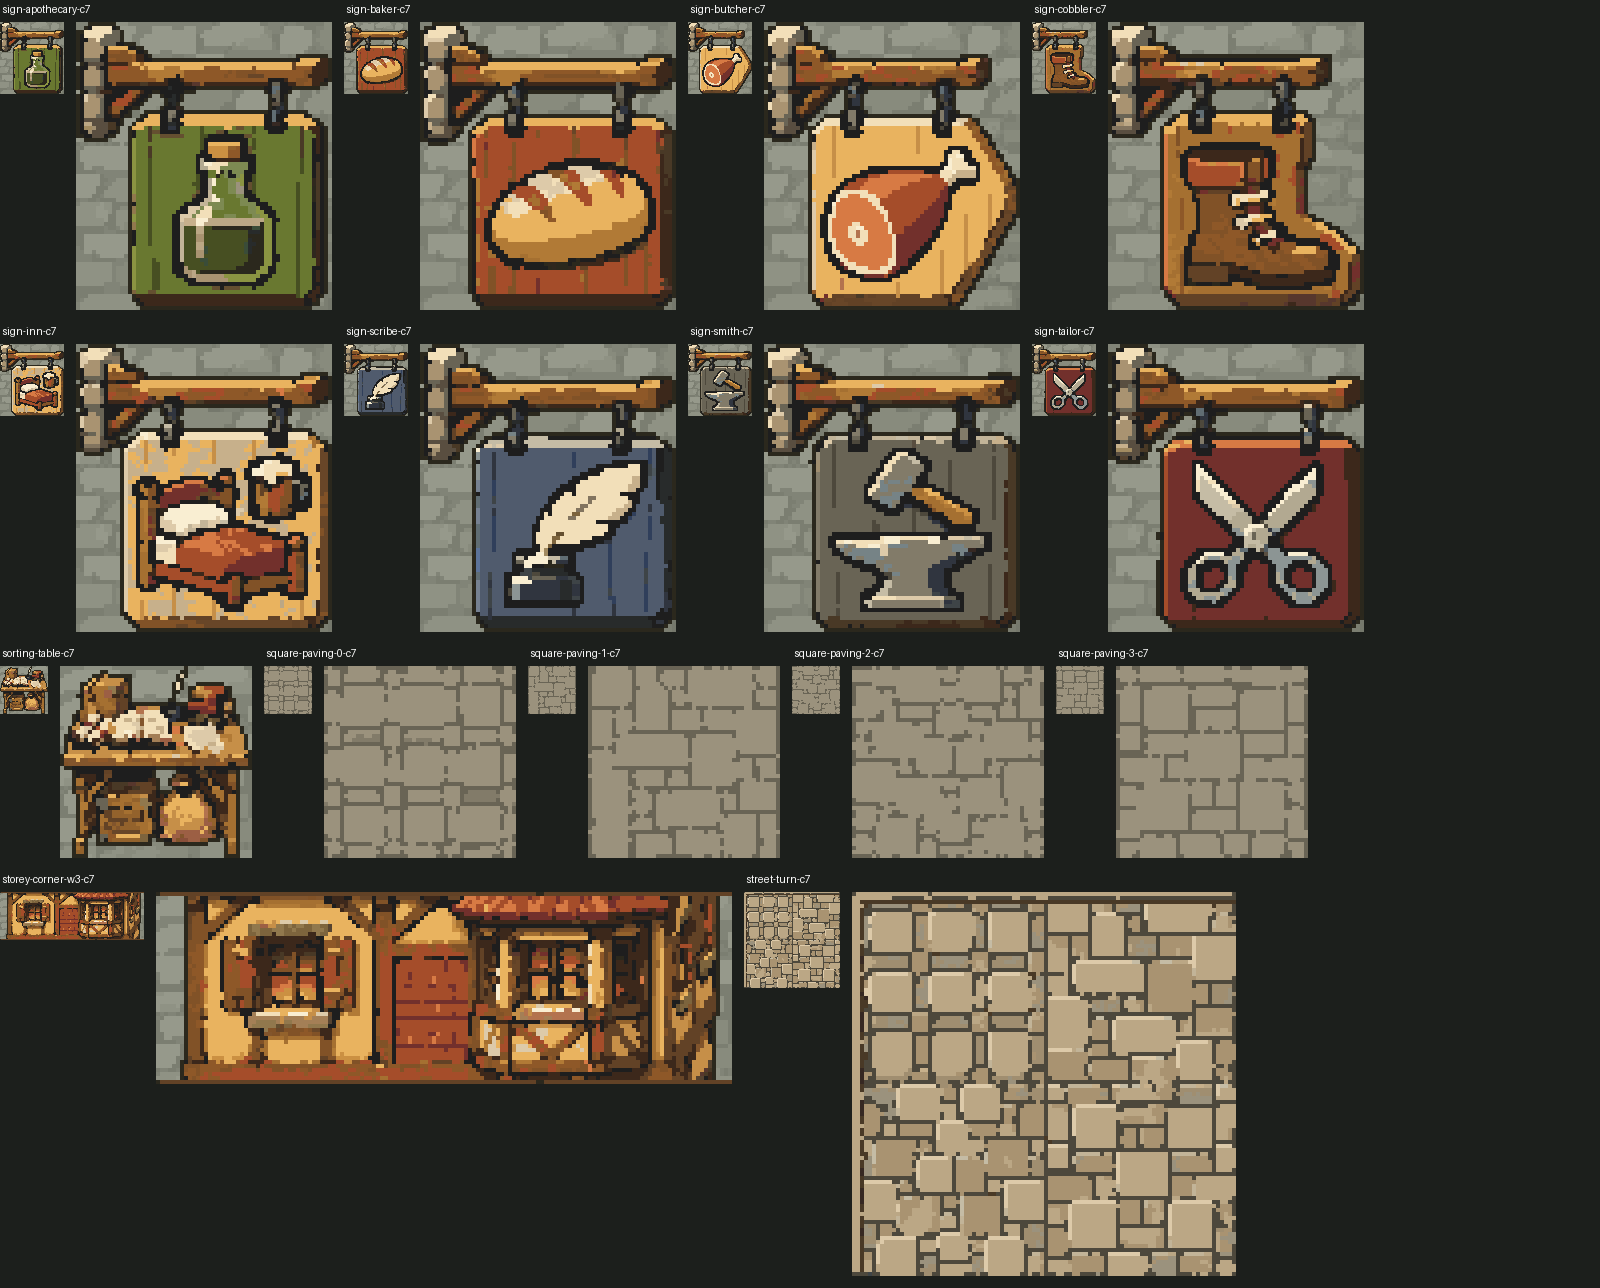 sign-apothecary-c7
sign-baker-c7
sign-butcher-c7
sign-cobbler-c7
sign-inn-c7
sign-scribe-c7
sign-smith-c7
sign-tailor-c7
sorting-table-c7
square-paving-0-c7
square-paving-1-c7
square-paving-2-c7
square-paving-3-c7
storey-corner-w3-c7
street-turn-c7